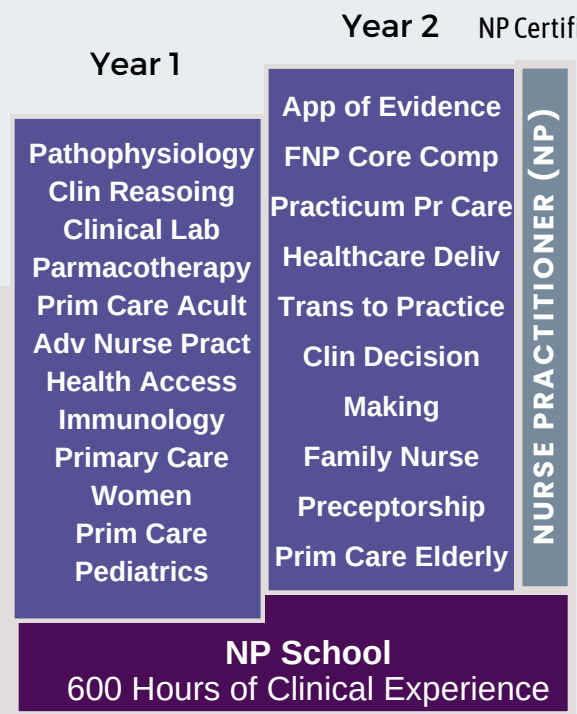 Year 1
Pathophysiology
Clin Reasoing
Clinical Lab
Parmacotherapy
Prim Care Acult
Adv Nurse Pract
Health Access
Immunology
Primary Care
Women
Prim Care
Pediatrics
Year 2
App of Evidence
FNP Core Comp
Practicum Pr Care
Healthcare Deliv
Trans to Practice
Clin Decision
Making
Family Nurse
Preceptorship
Prim Care Elderly
NP Certif
NURSE PRACTITIONER (NP)
NP School
600 Hours of Clinical Experience